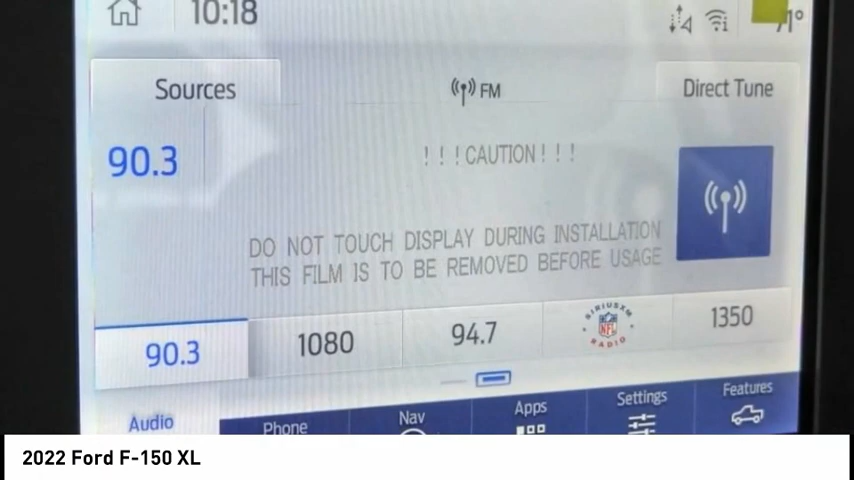 10:18
Sources
FM
Direct Tune
90.3
! ! ! CAUTION ! ! !
DO NOT TOUCH DISPLAY DURING INSTALLATION
THIS FILM IS TO BE REMOVED BEFORE USAGE
90.3
1080
94.7
SIRIUSXM
NFL
RADIO
1350
Audio
Phone
Nav
Apps
Settings
Features
2022 Ford F-150 XL